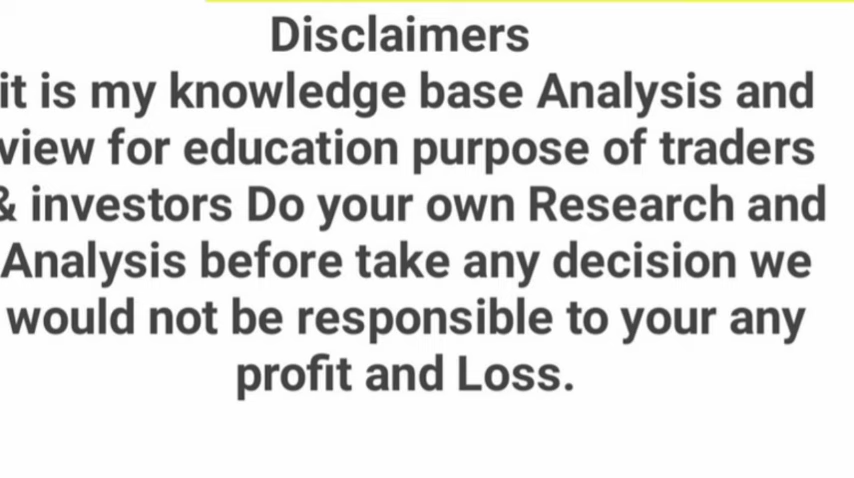 Disclaimers
it is my knowledge base Analysis and
view for education purpose of traders
& investors Do your own Research and
Analysis before take any decision we
would not be responsible to your any
profit and Loss.